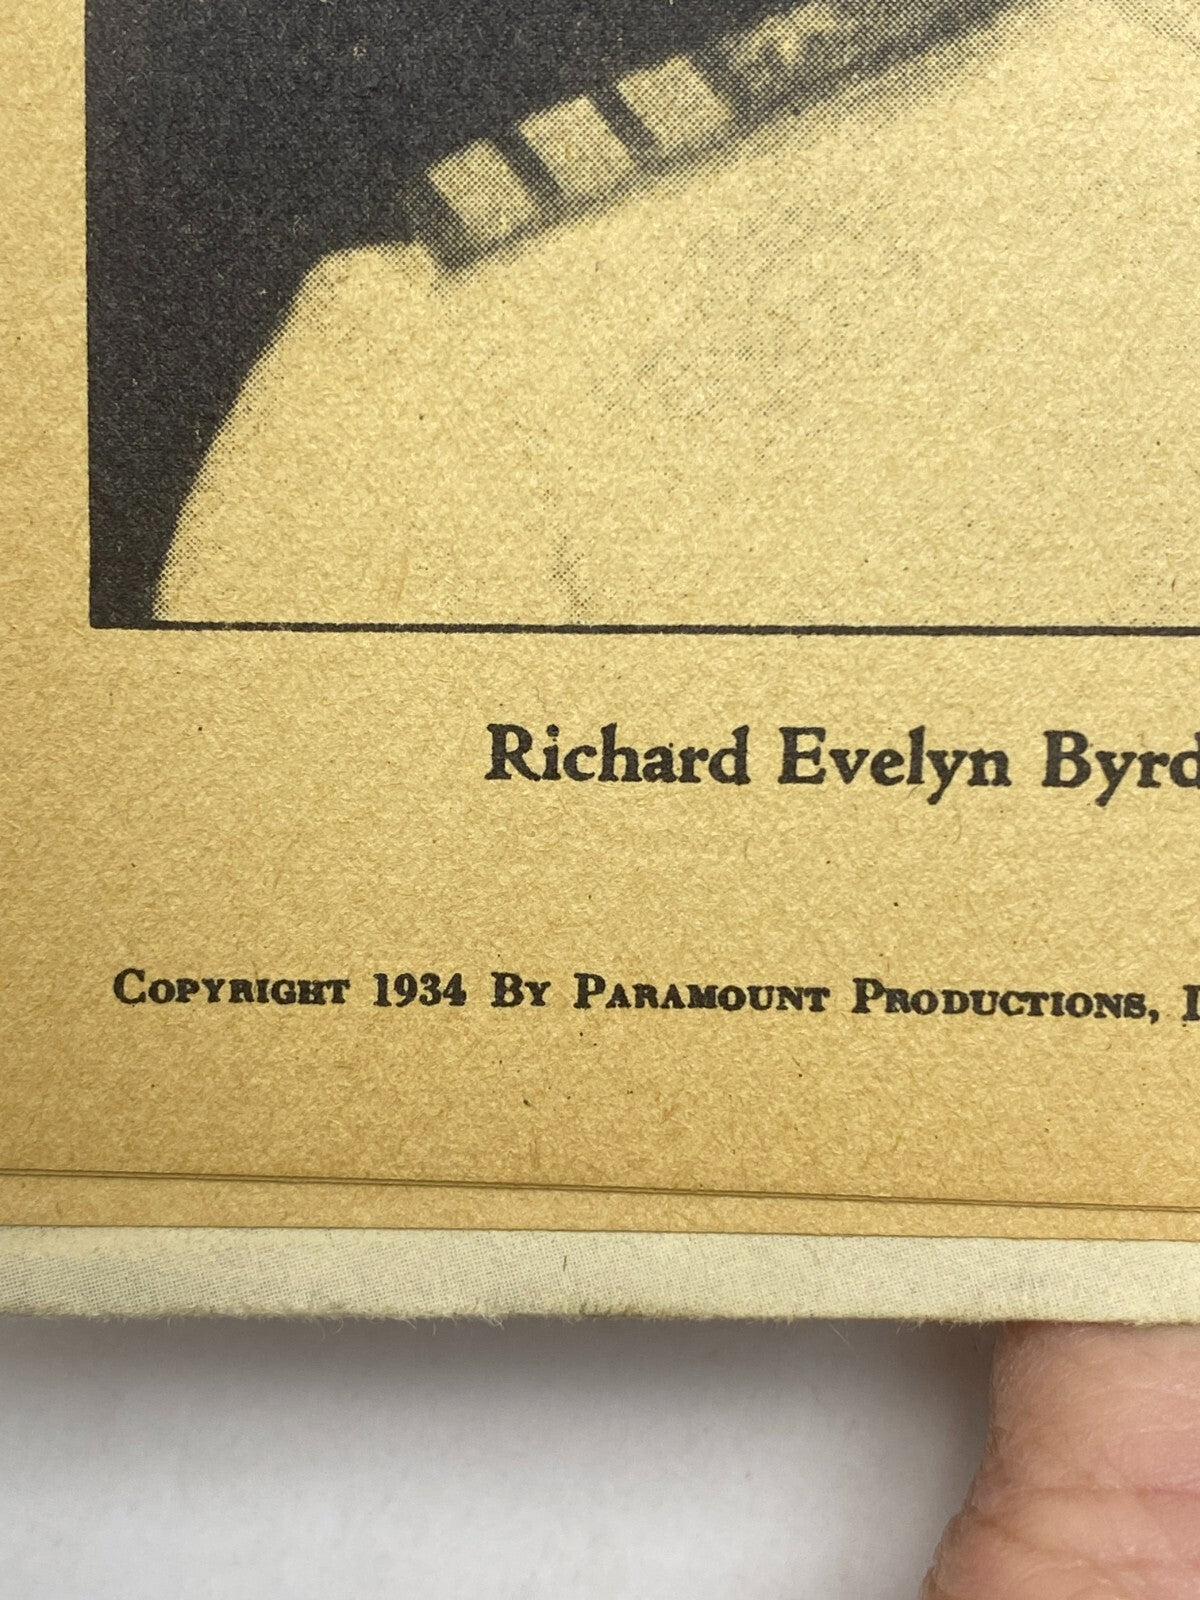 Richard Evelyn Byrd
Copyright 1934 By Paramount Productions, I